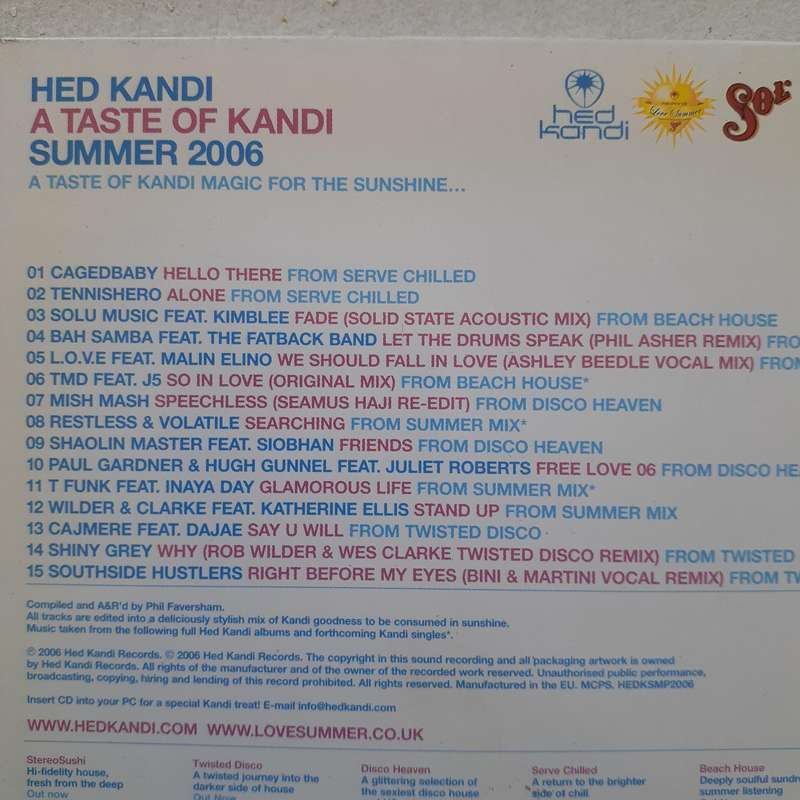 HED KANDI
A TASTE OF KANDI
SUMMER 2006
A TASTE OF KANDI MAGIC FOR THE SUNSHINE...
hed
kandi
Love Summer
Sol
01 CAGEDBABY HELLO THERE FROM SERVE CHILLED
02 TENNISHERO ALONE FROM SERVE CHILLED
03 SOLU MUSIC FEAT. KIMBLEE FADE (SOLID STATE ACOUSTIC MIX) FROM BEACH HOUSE
04 BAH SAMBA FEAT. THE FATBACK BAND LET THE DRUMS SPEAK (PHIL ASHER REMIX) FRO
05 L.O.V.E FEAT. MALIN ELINO WE SHOULD FALL IN LOVE (ASHLEY BEEDLE VOCAL MIX) FROM
06 TMD FEAT. J5 SO IN LOVE (ORIGINAL MIX) FROM BEACH HOUSE*
07 MISH MASH SPEECHLESS (SEAMUS HAJI RE-EDIT) FROM DISCO HEAVEN
08 RESTLESS & VOLATILE SEARCHING FROM SUMMER MIX*
09 SHAOLIN MASTER FEAT. SIOBHAN FRIENDS FROM DISCO HEAVEN
10 PAUL GARDNER & HUGH GUNNEL FEAT. JULIET ROBERTS FREE LOVE 06 FROM DISCO HEA
11 T FUNK FEAT. INAYA DAY GLAMOROUS LIFE FROM SUMMER MIX*
12 WILDER & CLARKE FEAT. KATHERINE ELLIS STAND UP FROM SUMMER MIX
13 CAJMERE FEAT. DAJAE SAY U WILL FROM TWISTED DISCO
14 SHINY GREY WHY (ROB WILDER & WES CLARKE TWISTED DISCO REMIX) FROM TWISTED
15 SOUTHSIDE HUSTLERS RIGHT BEFORE MY EYES (BINI & MARTINI VOCAL REMIX) FROM TW
Compiled and A&R'd by Phil Faversham.
All tracks are edited into a deliciously stylish mix of Kandi goodness to be consumed in sunshine.
Music taken from the following full Hed Kandi albums and forthcoming Kandi singles*.
℗ 2006 Hed Kandi Records. © 2006 Hed Kandi Records. The copyright in this sound recording and all packaging artwork is owned
by Hed Kandi Records. All rights of the manufacturer and of the owner of the recorded work reserved. Unauthorised public performance,
broadcasting, copying, hiring and lending of this record prohibited. All rights reserved. Manufactured in the EU. MCPS. HEDKSMP2006
Insert CD into your PC for a special Kandi treat! E-mail info@hedkandi.com
WWW.HEDKANDI.COM WWW.LOVESUMMER.CO.UK
StereoSushi
Hi-fidelity house,
fresh from the deep
Out now
Twisted Disco
A twisted journey into the
darker side of house
Out Now
Disco Heaven
A glittering selection of
the sexiest disco house
Serve Chilled
A return to the brighter
side of chill
Beach House
Deeply soulful sundr
summer listening